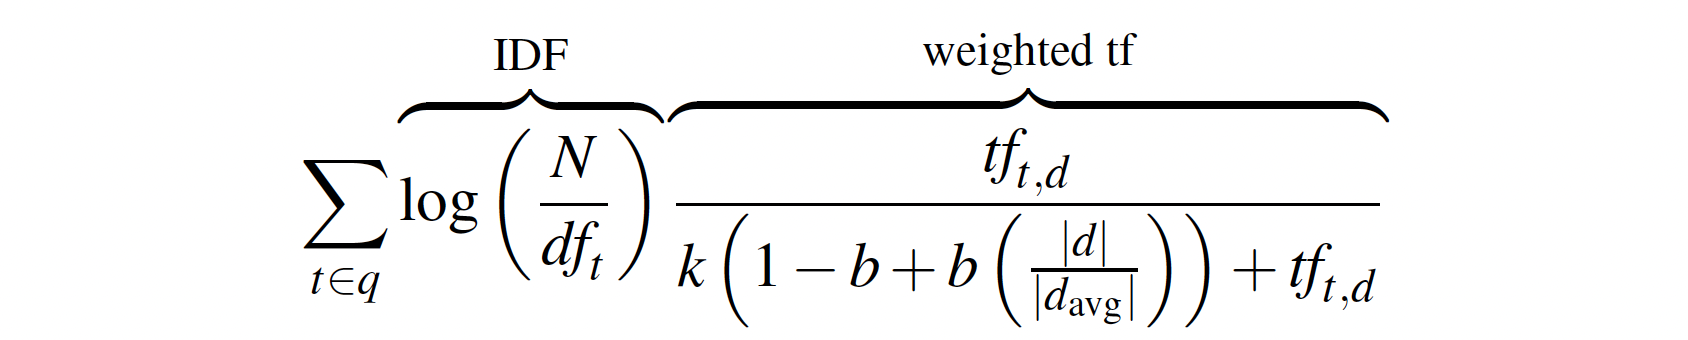 IDF weighted tf
∑_{t∈q} log(N/df_t) tf_{t,d}/(k(1−b+b(|d|/|d_avg|))+tf_{t,d})